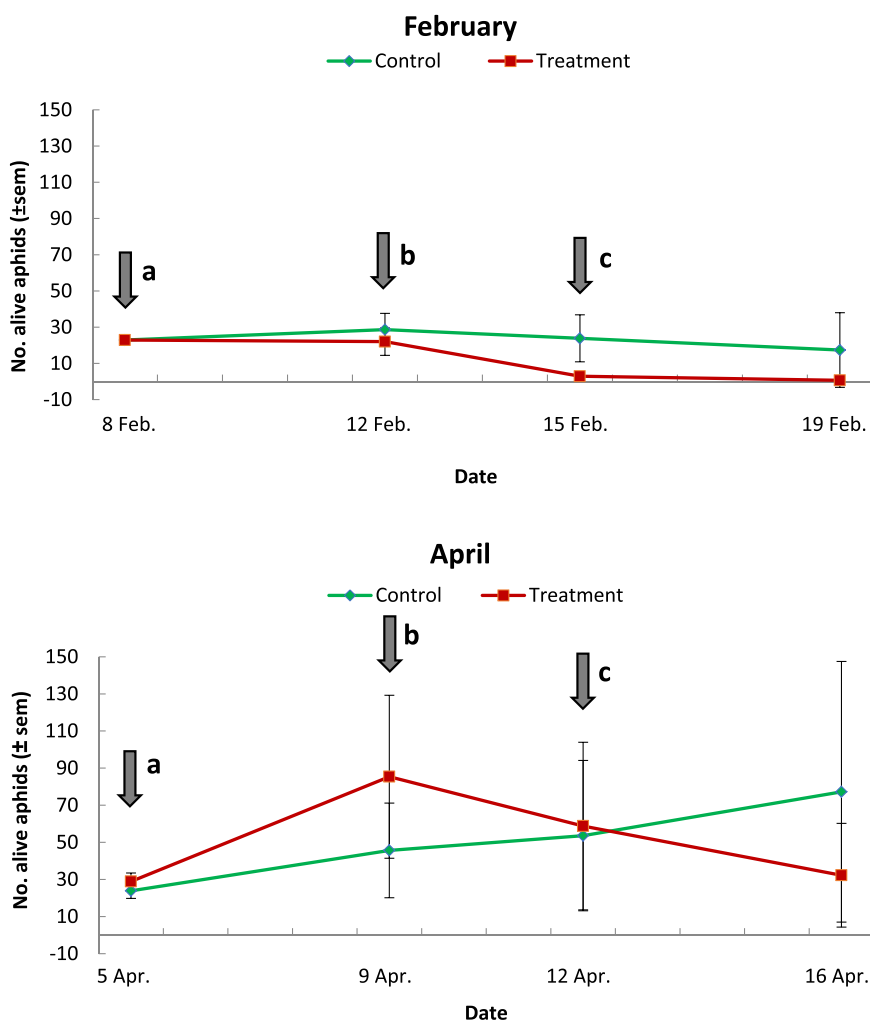 February
Control Treatment
No. alive aphids (±sem)
150
130
110
90
70
50
30
10
-10
a
b
c
8 Feb. 12 Feb. 15 Feb. 19 Feb.
Date
April
Control Treatment
No. alive aphids (± sem)
150
130
110
90
70
50
30
10
-10
a
b
c
5 Apr. 9 Apr. 12 Apr. 16 Apr.
Date